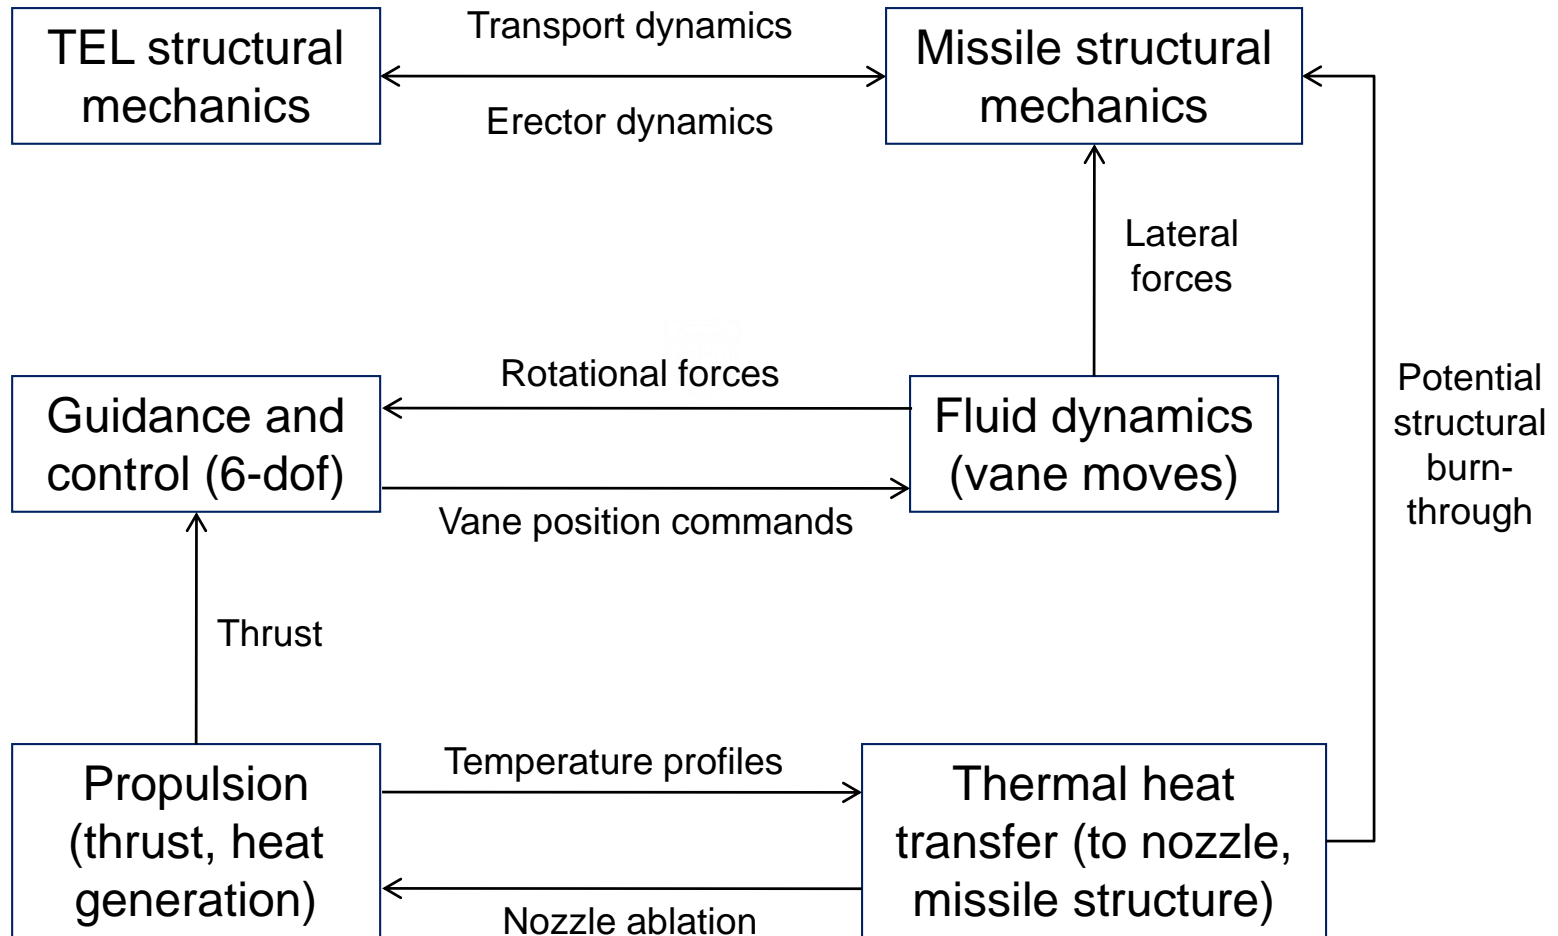 TEL structural
mechanics
Transport dynamics
Erector dynamics
Missile structural
mechanics
Lateral
forces
Guidance and
control (6-dof)
Rotational forces
Vane position commands
Fluid dynamics
(vane moves)
Potential
structural
burn-
through
Thrust
Propulsion
(thrust, heat
generation)
Temperature profiles
Nozzle ablation
Thermal heat
transfer (to nozzle,
missile structure)